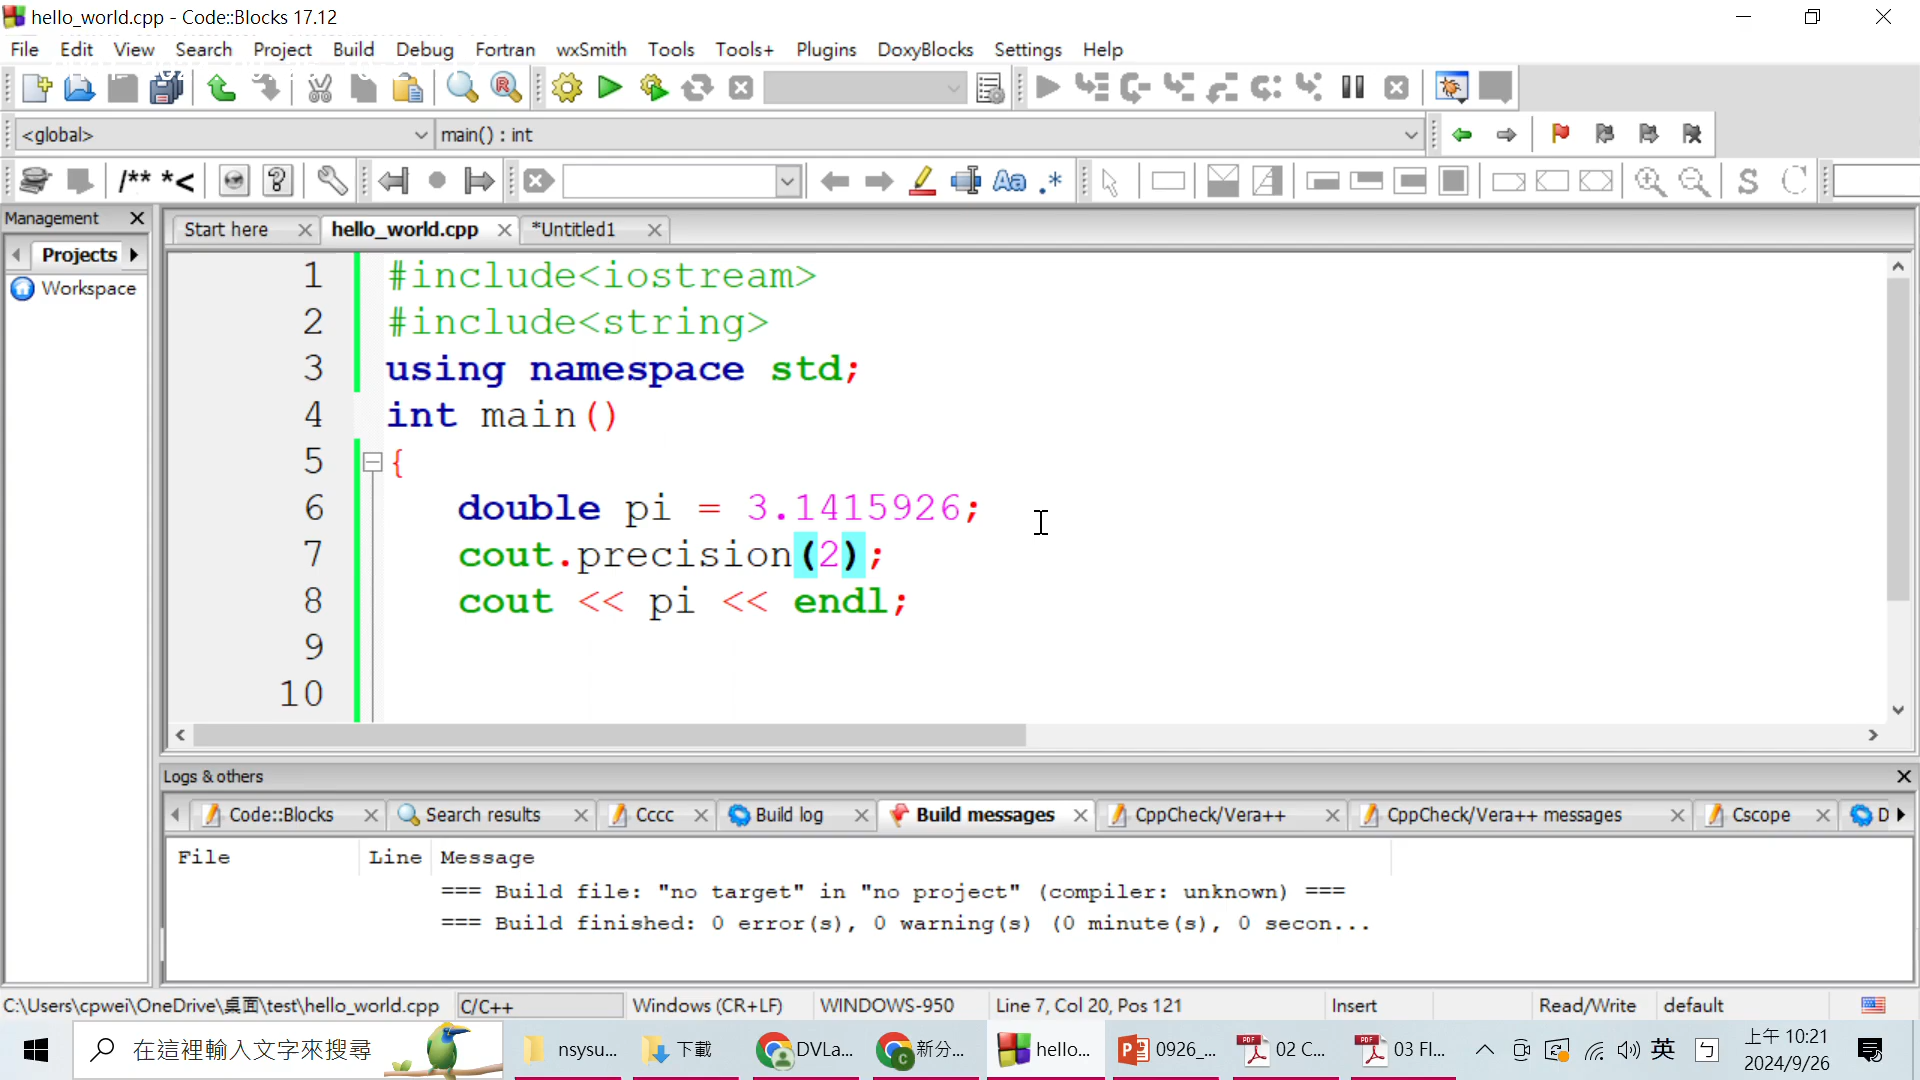 hello_world.cpp - Code::Blocks 17.12
File Edit View Search Project Build Debug Fortran wxSmith Tools Tools+ Plugins DoxyBlocks Settings Help
<global> main() : int
/** *<
Management
Start here hello_world.cpp *Untitled1
Projects
Workspace
1 #include<iostream>
2 #include<string>
3 using namespace std;
4 int main()
5 {
6 double pi = 3.1415926;
7 cout.precision(2);
8 cout << pi << endl;
9
10
Logs & others
Code::Blocks Search results Cccc Build log Build messages CppCheck/Vera++ CppCheck/Vera++ messages Cscope D
File Line Message
=== Build file: "no target" in "no project" (compiler: unknown) ===
=== Build finished: 0 error(s), 0 warning(s) (0 minute(s), 0 secon...
C:\Users\cpwei\OneDrive\桌面\test\hello_world.cpp C/C++ Windows (CR+LF) WINDOWS-950 Line 7, Col 20, Pos 121 Insert Read/Write default
在這裡輸入文字來搜尋 nsysu... 下載 DVLa... 新分... hello... 0926_... 02 C... 03 Fl... 英 ㄅ
上午 10:21
2024/9/26